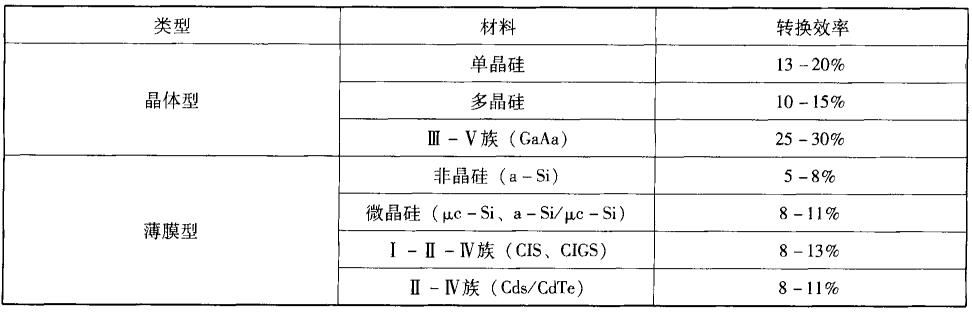 类型 材料 转换效率
晶体型 单晶硅 13-20%
多晶硅 10-15%
Ⅲ-Ⅴ族(GaAa) 25-30%
薄膜型 非晶硅(a-Si) 5-8%
微晶硅(μc-Si、a-Si/μc-Si) 8-11%
Ⅰ-Ⅱ-Ⅳ族(CIS、CIGS) 8-13%
Ⅱ-Ⅳ族(Cds/CdTe) 8-11%